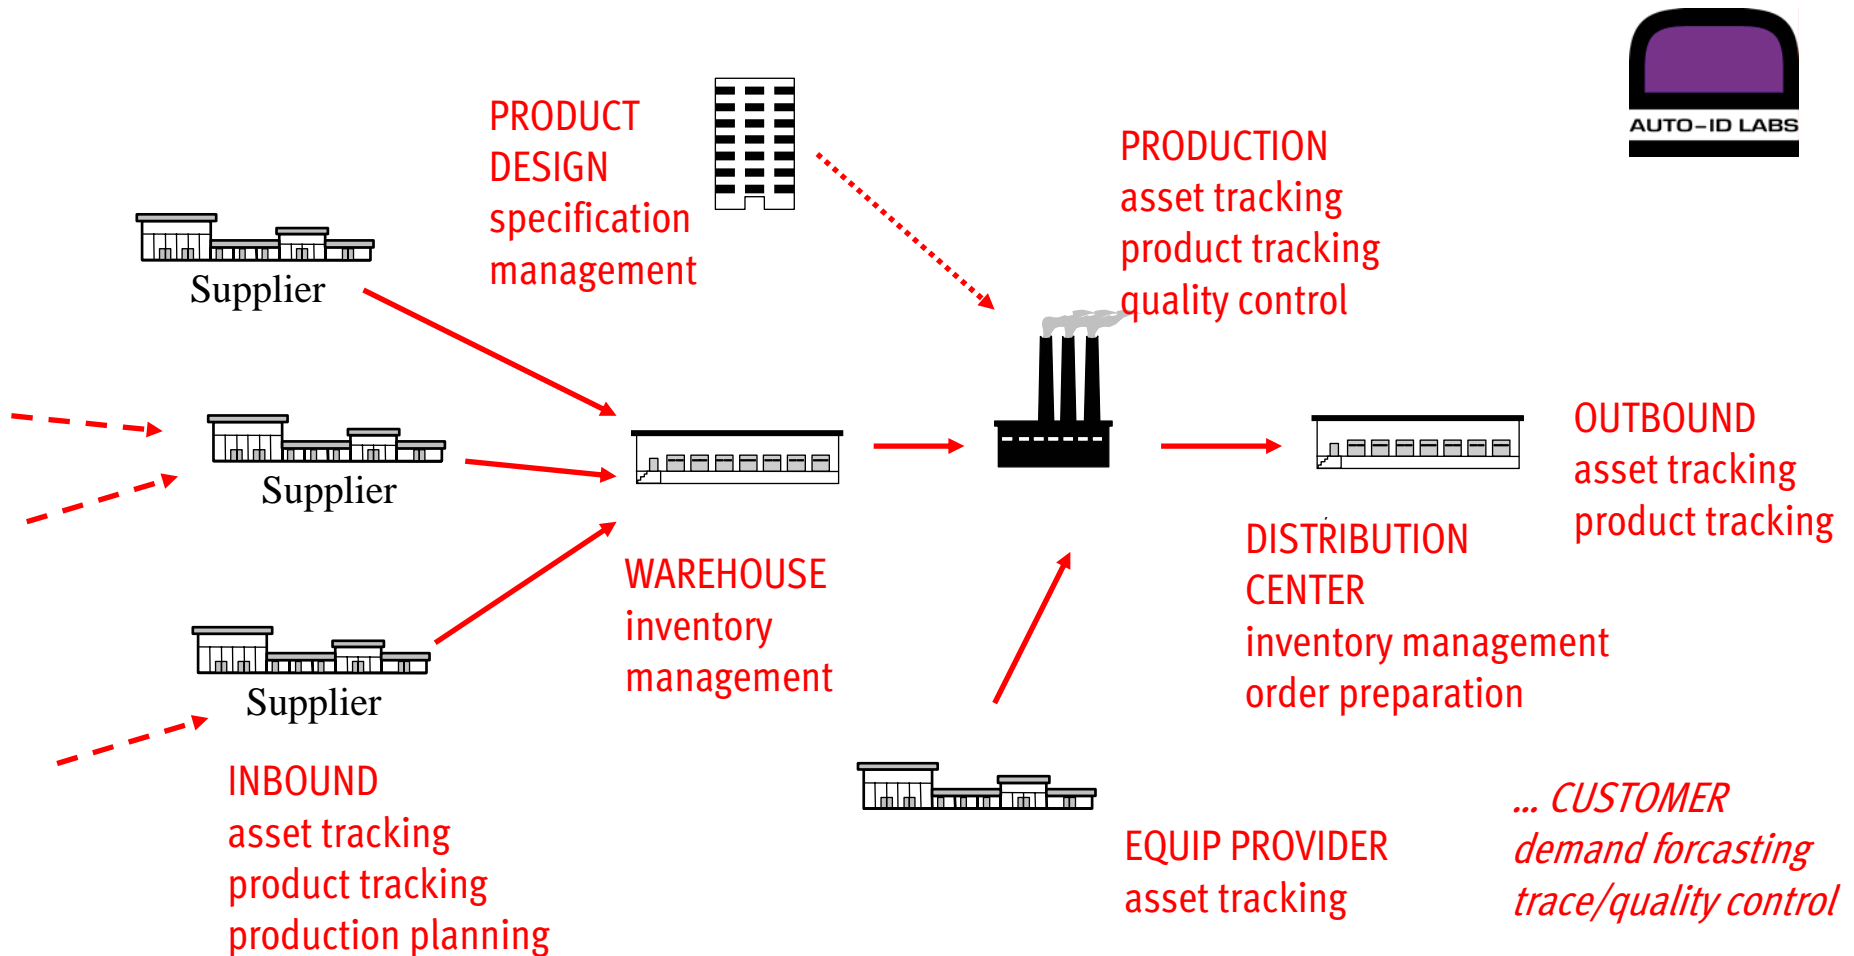 AUTO-ID LABS
PRODUCT
DESIGN
specification
management
PRODUCTION
asset tracking
product tracking
quality control
Supplier
Supplier
Supplier
OUTBOUND
asset tracking
product tracking
WAREHOUSE
inventory
management
DISTRIBUTION
CENTER
inventory management
order preparation
INBOUND
asset tracking
product tracking
production planning
EQUIP PROVIDER
asset tracking
... CUSTOMER
demand forcasting
trace/quality control